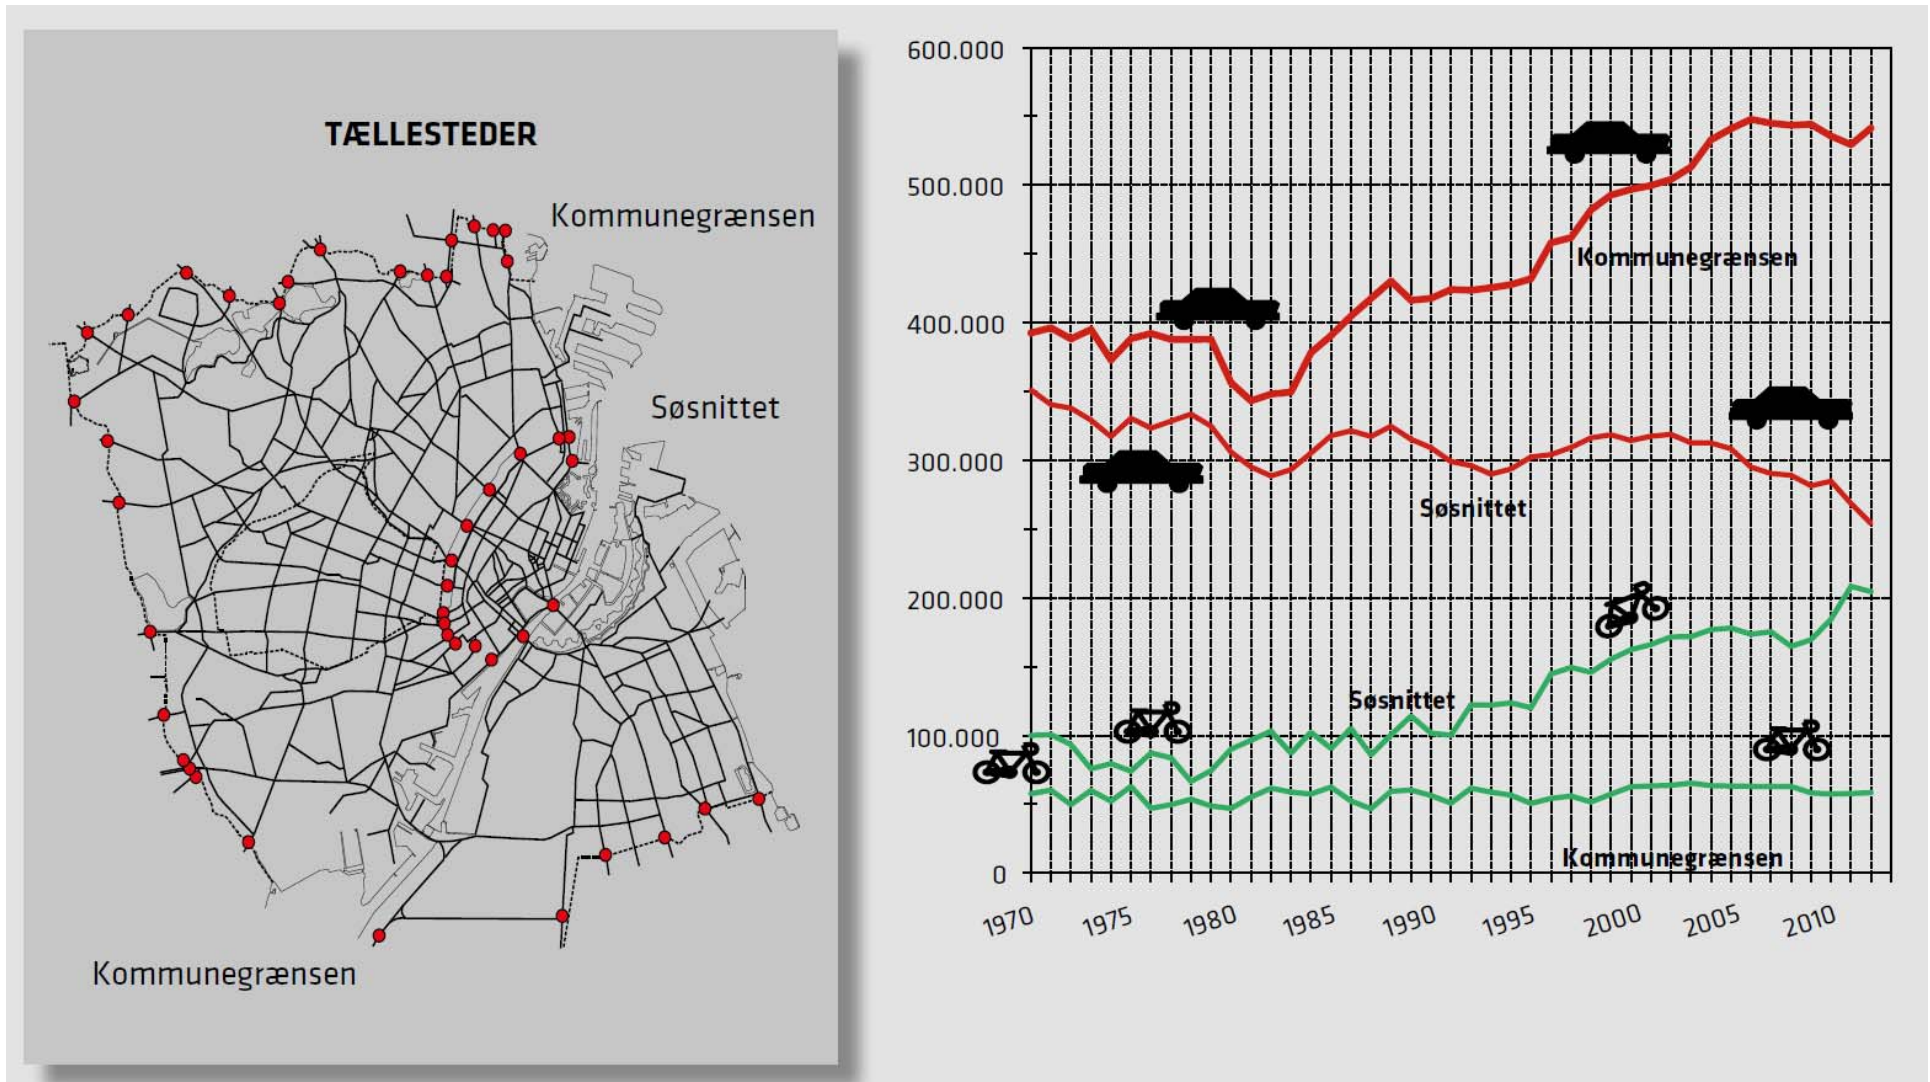 TÆLLESTEDER
Kommunegrænsen
Søsnittet
Kommunegrænsen
600.000
500.000
400.000
300.000
200.000
100.000
0
Kommunegrænsen
Søsnittet
Søsnittet
Kommunegrænsen
1970 1975 1980 1985 1990 1995 2000 2005 2010